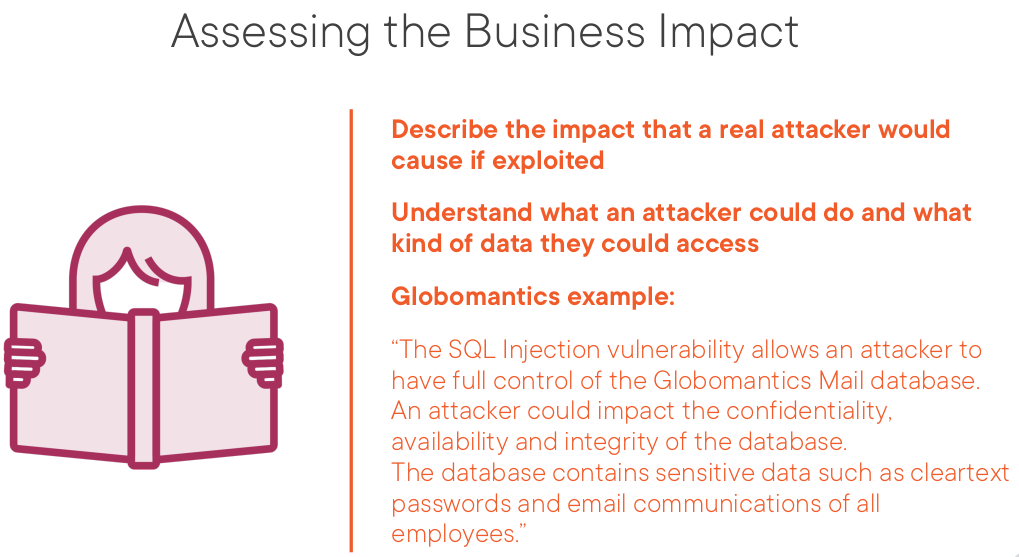 Assessing the Business Impact
Describe the impact that a real attacker would
cause if exploited
Understand what an attacker could do and what
kind of data they could access
Globomantics example:
“The SQL Injection vulnerability allows an attacker to
have full control of the Globomantics Mail database.
An attacker could impact the confidentiality,
availability and integrity of the database.
The database contains sensitive data such as cleartext
passwords and email communications of all
employees.”